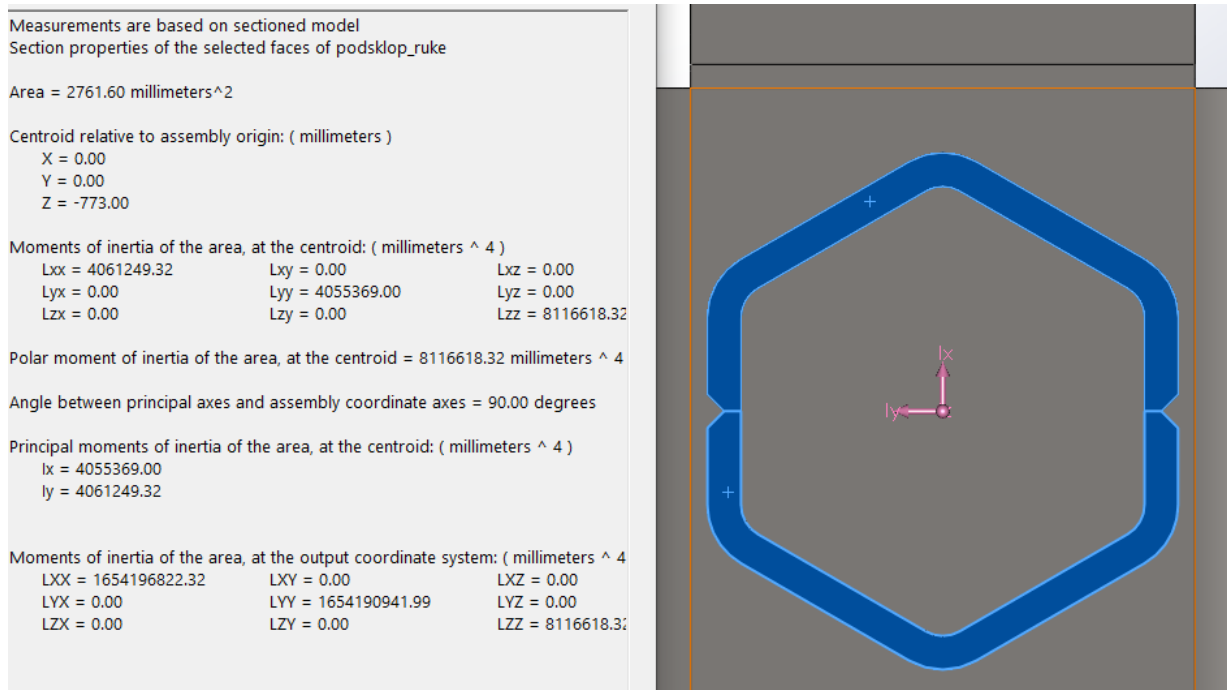 Measurements are based on sectioned model
Section properties of the selected faces of podsklop_ruke
Area = 2761.60 millimeters^2
Centroid relative to assembly origin: ( millimeters )
X = 0.00
Y = 0.00
Z = -773.00
Moments of inertia of the area, at the centroid: ( millimeters ^ 4 )
Lxx = 4061249.32 Lxy = 0.00 Lxz = 0.00
Lyx = 0.00 Lyy = 4055369.00 Lyz = 0.00
Lzx = 0.00 Lzy = 0.00 Lzz = 8116618.32
Polar moment of inertia of the area, at the centroid = 8116618.32 millimeters ^ 4
Angle between principal axes and assembly coordinate axes = 90.00 degrees
Principal moments of inertia of the area, at the centroid: ( millimeters ^ 4 )
Ix = 4055369.00
Iy = 4061249.32
Moments of inertia of the area, at the output coordinate system: ( millimeters ^ 4
LXX = 1654196822.32 LXY = 0.00 LXZ = 0.00
LYX = 0.00 LYY = 1654190941.99 LYZ = 0.00
LZX = 0.00 LZY = 0.00 LZZ = 8116618.32
Ix
Iy